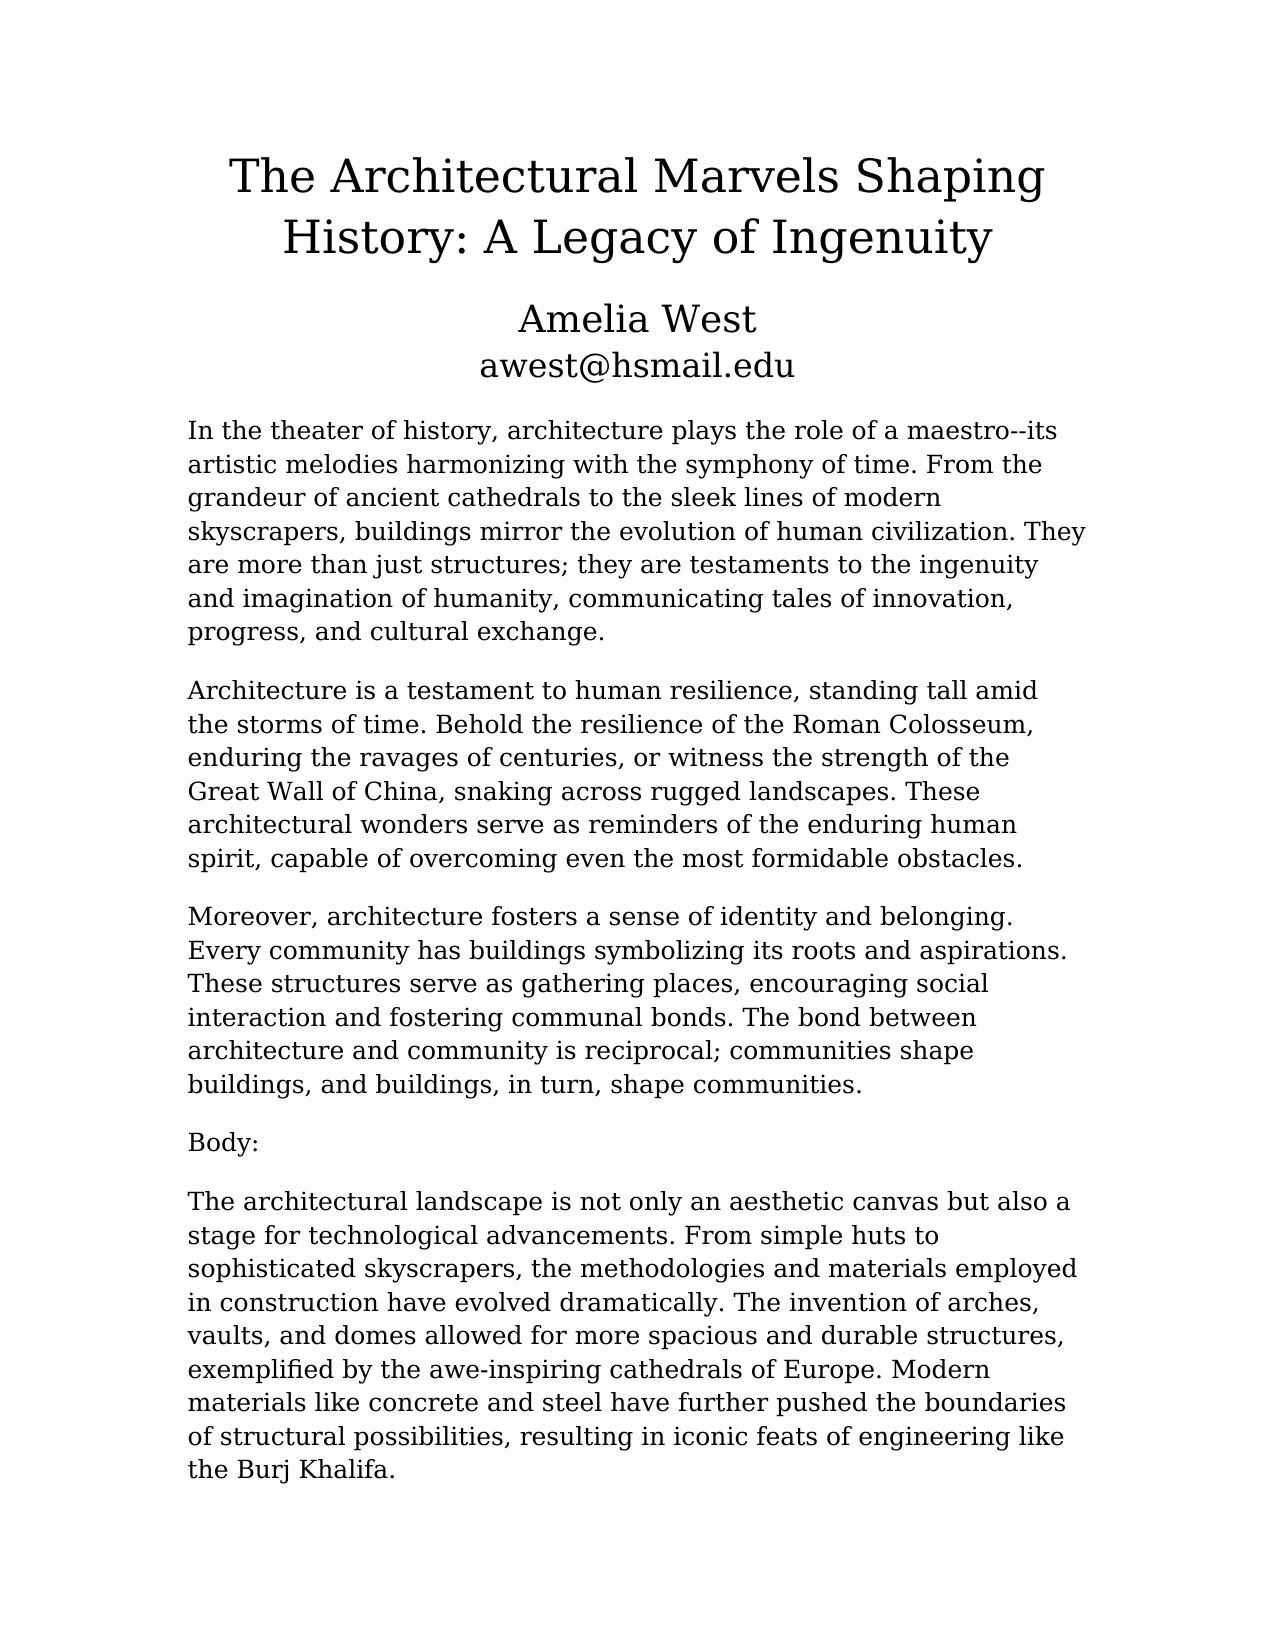 The Architectural Marvels Shaping
History: A Legacy of Ingenuity
Amelia West
awest@hsmail.edu
In the theater of history, architecture plays the role of a maestro--its
artistic melodies harmonizing with the symphony of time. From the
grandeur of ancient cathedrals to the sleek lines of modern
skyscrapers, buildings mirror the evolution of human civilization. They
are more than just structures; they are testaments to the ingenuity
and imagination of humanity, communicating tales of innovation,
progress, and cultural exchange.
Architecture is a testament to human resilience, standing tall amid
the storms of time. Behold the resilience of the Roman Colosseum,
enduring the ravages of centuries, or witness the strength of the
Great Wall of China, snaking across rugged landscapes. These
architectural wonders serve as reminders of the enduring human
spirit, capable of overcoming even the most formidable obstacles.
Moreover, architecture fosters a sense of identity and belonging.
Every community has buildings symbolizing its roots and aspirations.
These structures serve as gathering places, encouraging social
interaction and fostering communal bonds. The bond between
architecture and community is reciprocal; communities shape
buildings, and buildings, in turn, shape communities.
Body:
The architectural landscape is not only an aesthetic canvas but also a
stage for technological advancements. From simple huts to
sophisticated skyscrapers, the methodologies and materials employed
in construction have evolved dramatically. The invention of arches,
vaults, and domes allowed for more spacious and durable structures,
exemplified by the awe-inspiring cathedrals of Europe. Modern
materials like concrete and steel have further pushed the boundaries
of structural possibilities, resulting in iconic feats of engineering like
the Burj Khalifa.